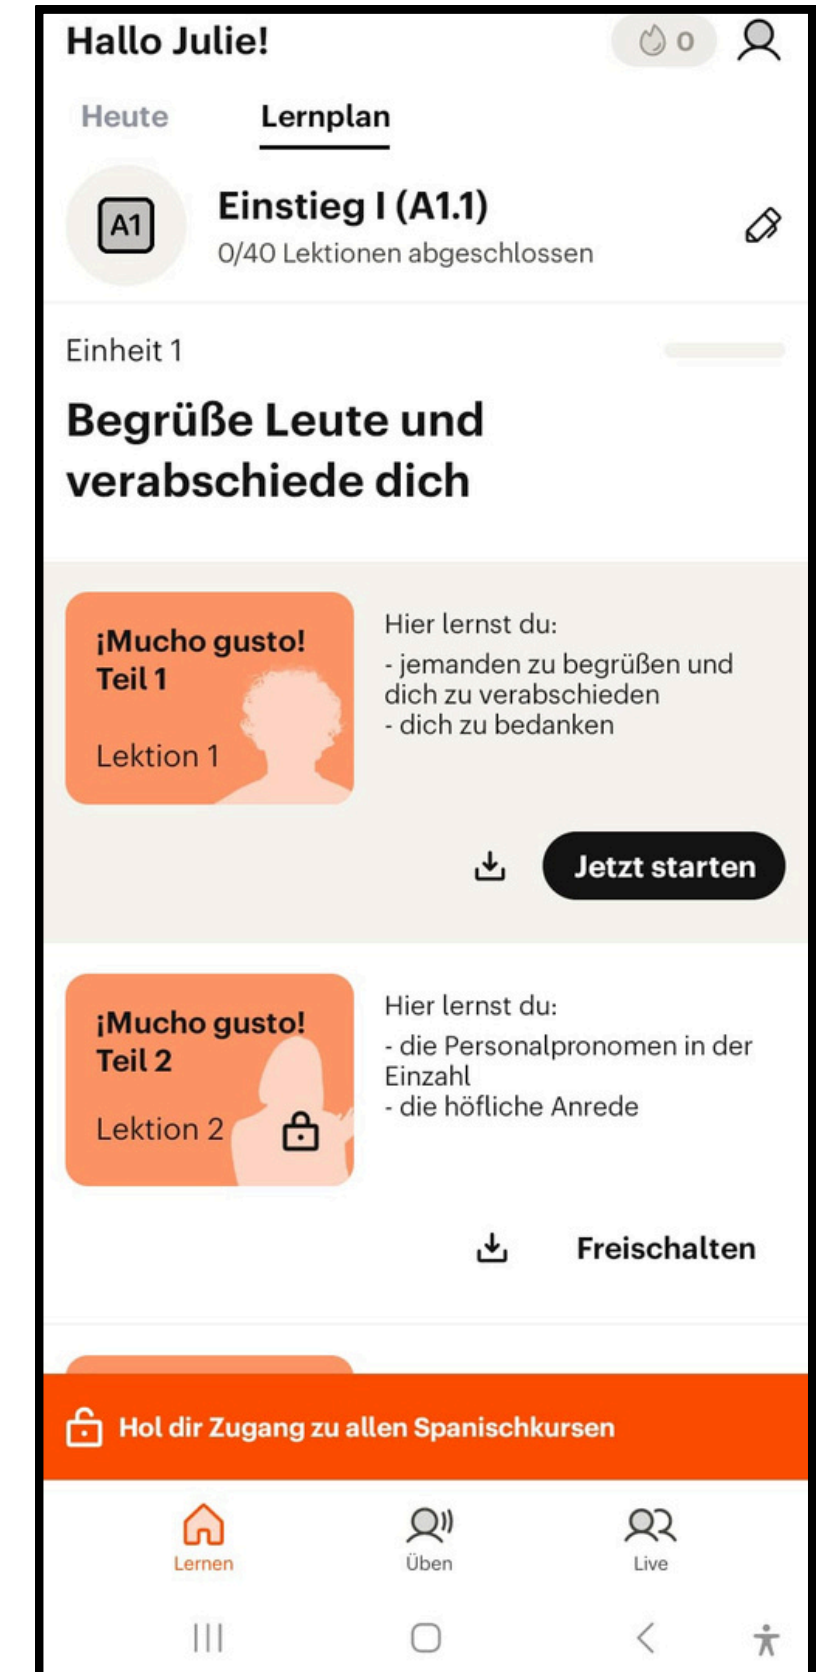 Hallo Julie!
0
Heute
Lernplan
A1
Einstieg I (A1.1)
0/40 Lektionen abgeschlossen
Einheit 1
Begrüße Leute und
verabschiede dich
¡Mucho gusto!
Teil 1
Lektion 1
Hier lernst du:
- jemanden zu begrüßen und
dich zu verabschieden
- dich zu bedanken
Jetzt starten
¡Mucho gusto!
Teil 2
Lektion 2
Hier lernst du:
- die Personalpronomen in der
Einzahl
- die höfliche Anrede
Freischalten
Hol dir Zugang zu allen Spanischkursen
Lernen
Üben
Live